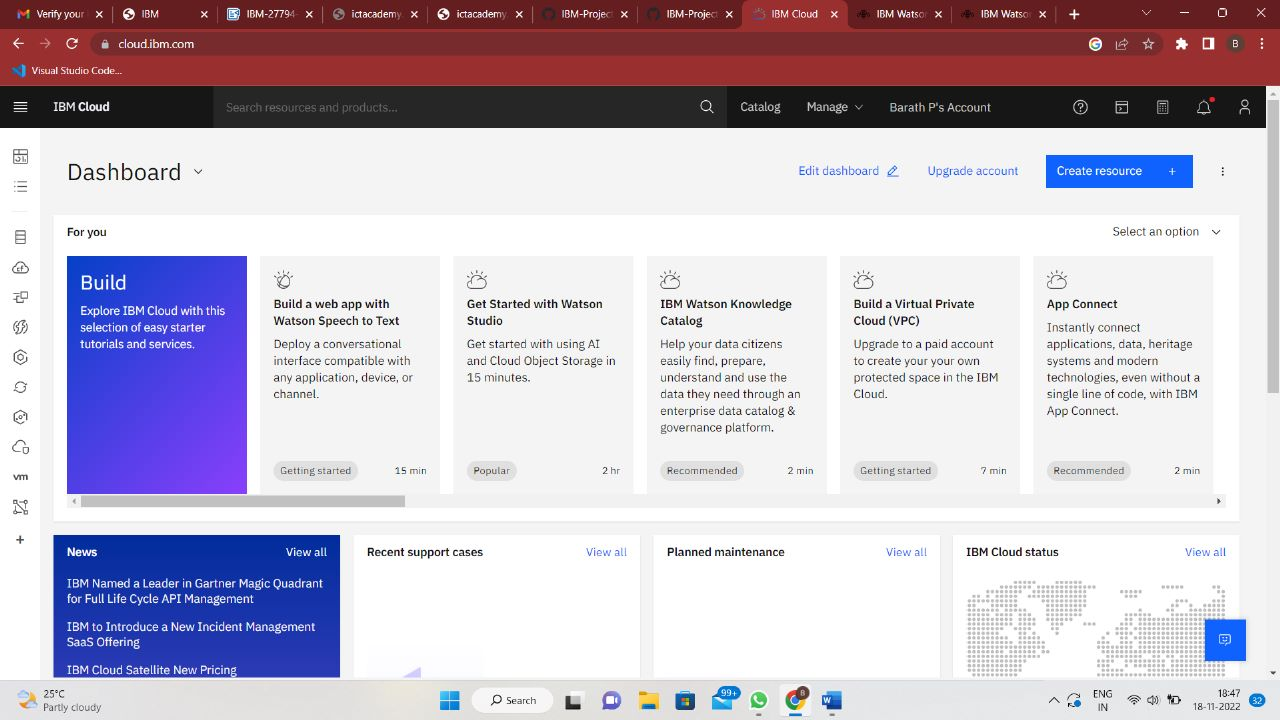 Verify your
IBM
IBM-27794-
ictacademy.
ictacademy.
IBM-Project
IBM-Project
IBM Cloud
IBM Watson
IBM Watson
cloud.ibm.com
B
Visual Studio Code...
IBM Cloud
Search resources and products...
Catalog
Manage
Barath P's Account
Dashboard
Edit dashboard
Upgrade account
Create resource +
For you
Select an option
Build
Explore IBM Cloud with this
selection of easy starter
tutorials and services.
Build a web app with
Watson Speech to Text
Deploy a conversational
interface compatible with
any application, device, or
channel.
Getting started 15 min
Get Started with Watson
Studio
Get started with using AI
and Cloud Object Storage in
15 minutes.
Popular 2 hr
IBM Watson Knowledge
Catalog
Help your data citizens
easily find, prepare,
understand and use the
data they need through an
enterprise data catalog &
governance platform.
Recommended 2 min
Build a Virtual Private
Cloud (VPC)
Upgrade to a paid account
to create your your own
protected space in the IBM
Cloud.
Getting started 7 min
App Connect
Instantly connect
applications, data, heritage
systems and modern
technologies, even without a
single line of code, with IBM
App Connect.
Recommended 2 min
vm
News View all
IBM Named a Leader in Gartner Magic Quadrant
for Full Life Cycle API Management
IBM to Introduce a New Incident Management
SaaS Offering
IBM Cloud Satellite New Pricing
Recent support cases View all
Planned maintenance View all
IBM Cloud status View all
25°C
Partly cloudy
Search
99+
8
ENG
IN
18:47
18-11-2022
32